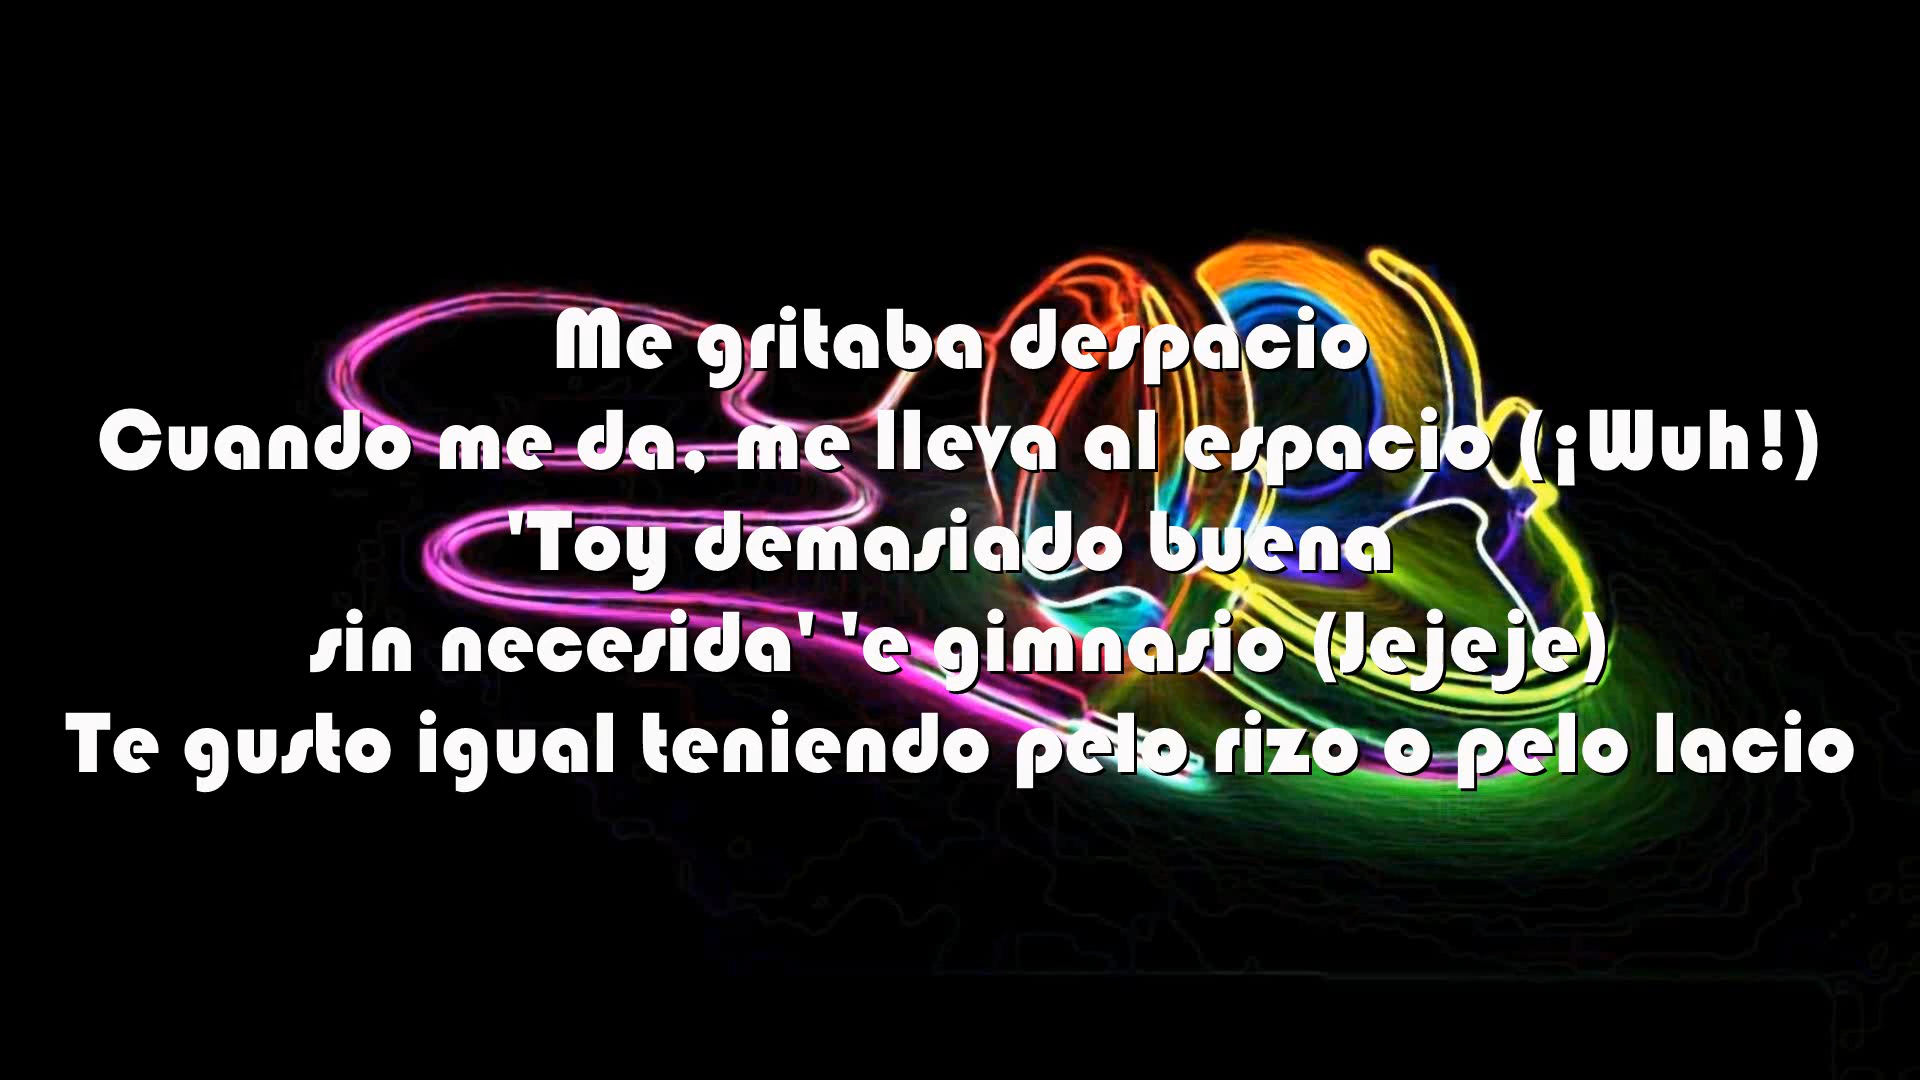 Me gritaba despacio
Cuando me da, me lleva al espacio (¡Wuh!)
'Toy demasiado buena
sin necesida' 'e gimnasio (Jejeje)
Te gusto igual teniendo pelo rizo o pelo lacio